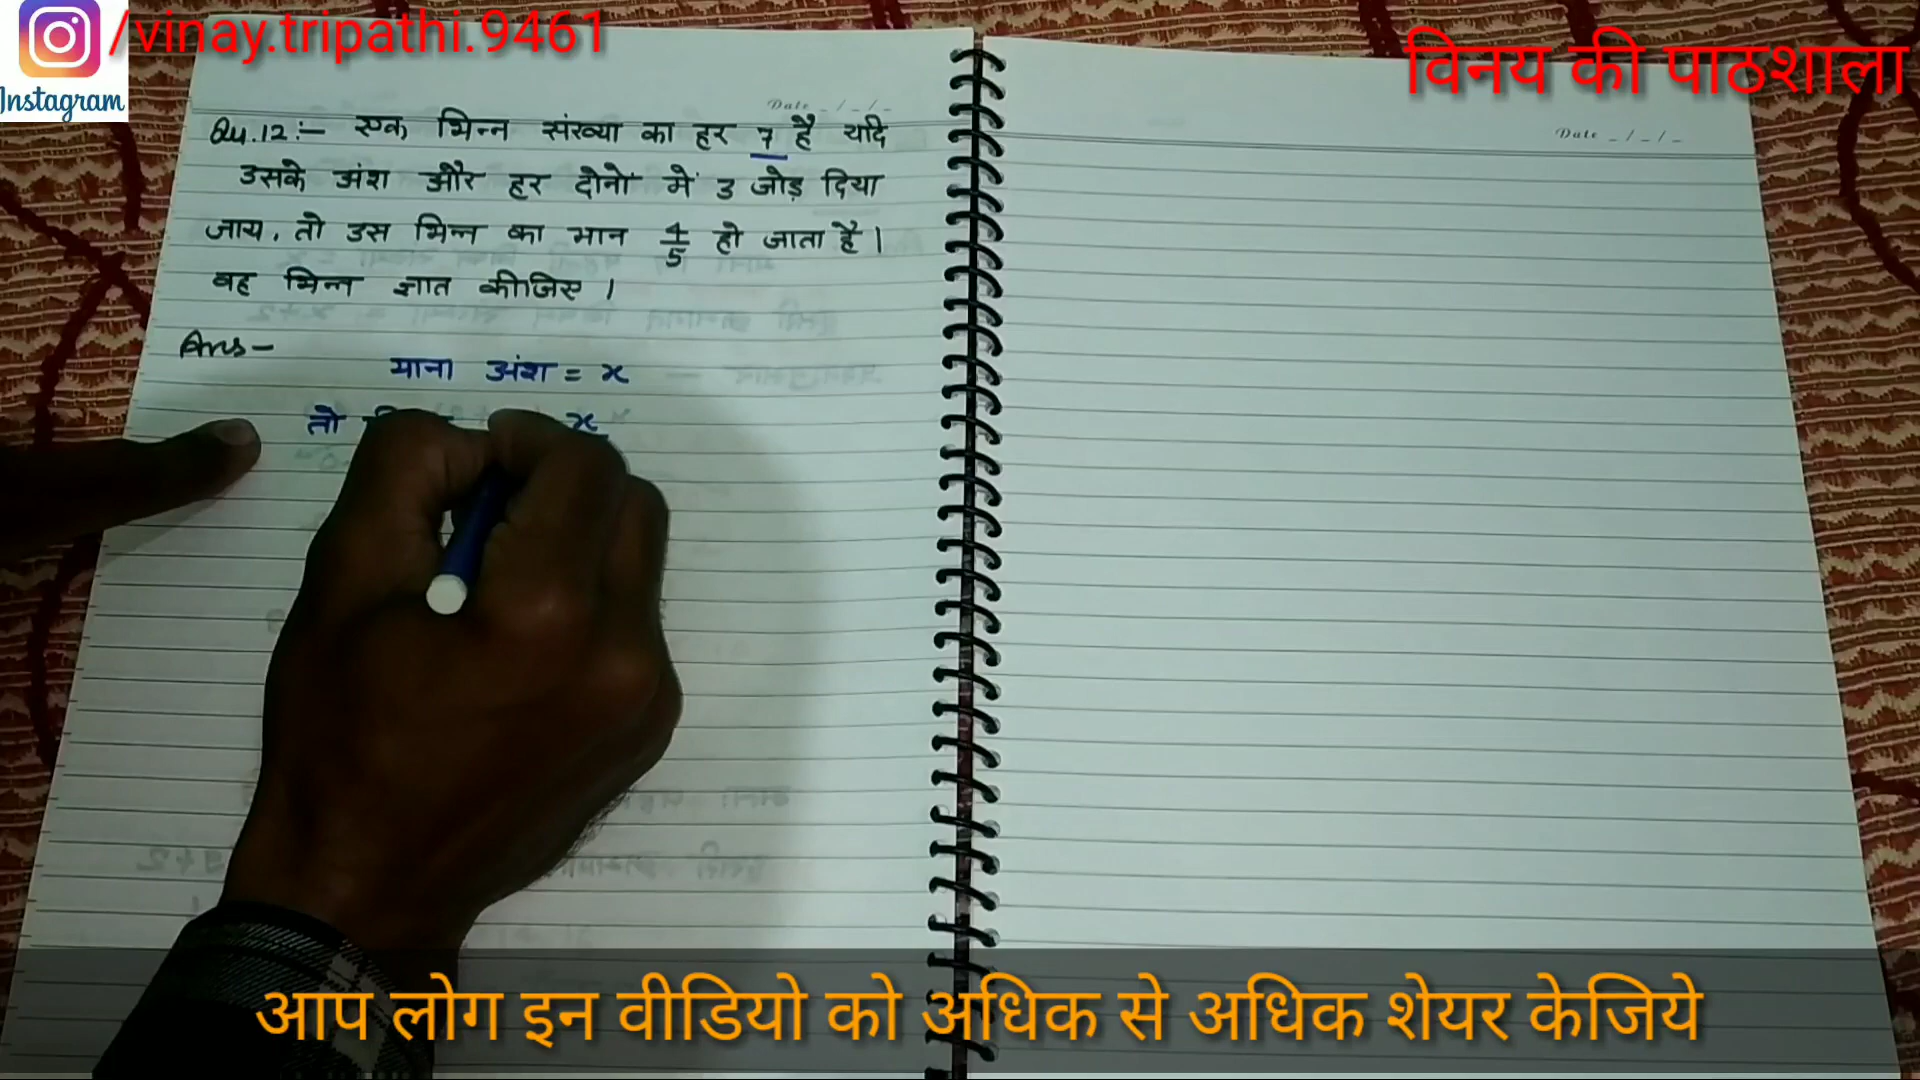 /vinay.tripathi.9461
Instagram
विनय की पाठशाला
Date _/_/_
Date _/_/_
Qu.12:- एक भिन्न संख्या का हर 7 है यदि
उसके अंश और हर दोनों में 3 जोड़ दिया
जाय, तो उस भिन्न का मान 4/5 हो जाता है।
वह भिन्न ज्ञात कीजिए।
Ans-
माना अंश = x
तो x
आप लोग इन वीडियो को अधिक से अधिक शेयर केजिये